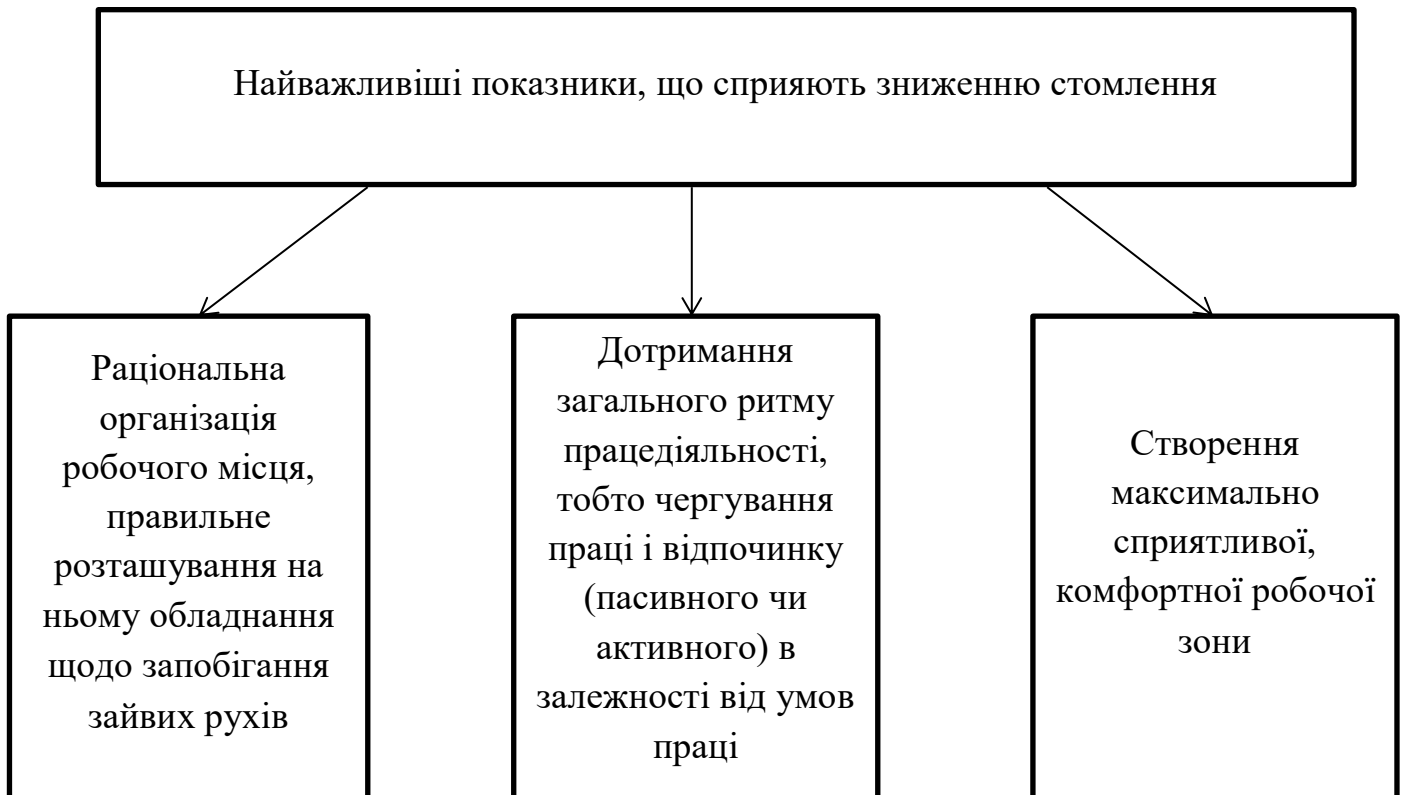 Найважливіші показники, що сприяють зниженню стомлення
Раціональна
організація
робочого місця,
правильне
розташування на
ньому обладнання
щодо запобігання
зайвих рухів
Дотримання
загального ритму
працедіяльності,
тобто чергування
праці і відпочинку
(пасивного чи
активного) в
залежності від умов
праці
Створення
максимально
сприятливої,
комфортної робочої
зони